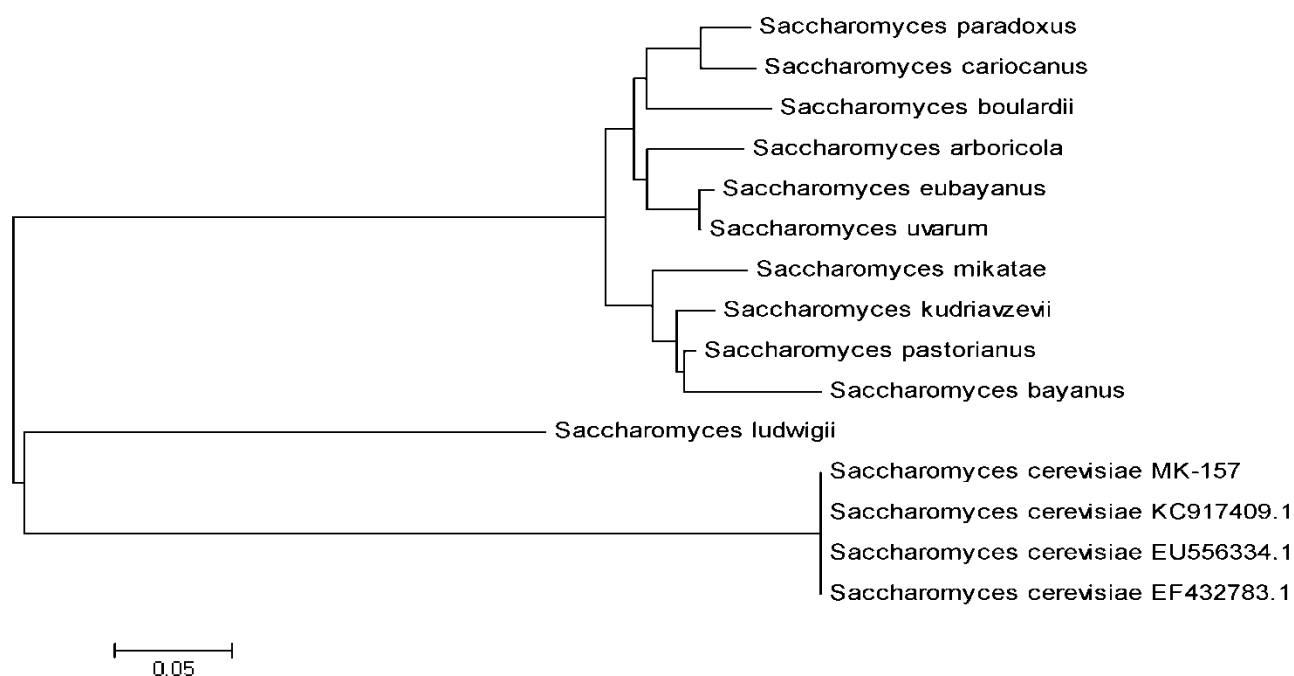 Saccharomyces paradoxus
Saccharomyces cariocanus
Saccharomyces boulardii
Saccharomyces arboricola
Saccharomyces eubayanus
Saccharomyces uvarum
Saccharomyces mikatae
Saccharomyces kudriavzevii
Saccharomyces pastorianus
Saccharomyces bayanus
Saccharomyces ludwigii
Saccharomyces cerevisiae MK-157
Saccharomyces cerevisiae KC917409.1
Saccharomyces cerevisiae EU556334.1
Saccharomyces cerevisiae EF432783.1
0.05